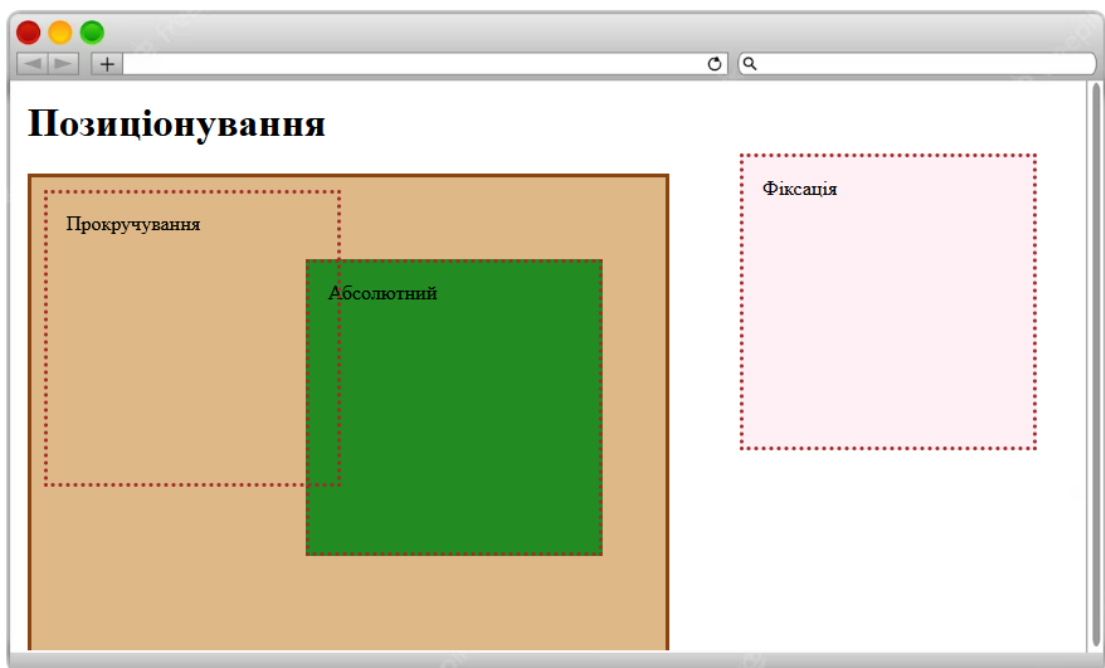 Позиціонування
Прокручування
Абсолютний
Фіксація